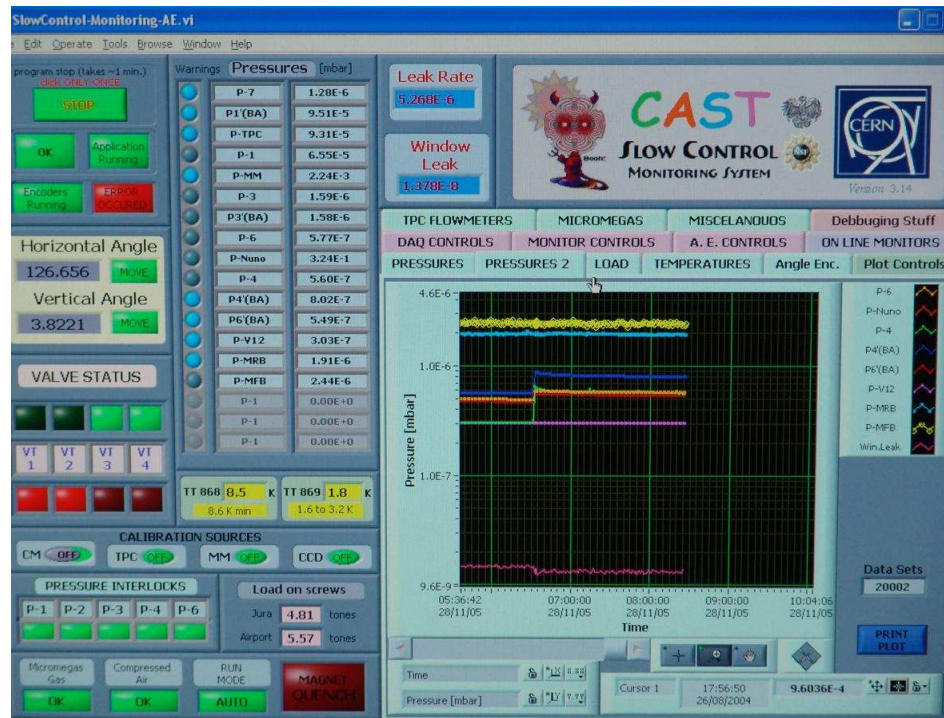 SlowControl-Monitoring-AE.vi
Edit Operate Tools Browse Window Help
program stop (takes ~1 min.)
click ONLY ONCE
STOP
OK
Application Running
Encoders Running
ERROR OCCURED
Horizontal Angle
126.656 MOVE
Vertical Angle
3.8221 MOVE
VALVE STATUS
VT 1 VT 2 VT 3 VT 4
Warnings Pressures [mbar]
P-7 1.28E-6
P1'(BA) 9.51E-5
P-TPC 9.31E-5
P-1 6.55E-5
P-MM 2.24E-3
P-3 1.59E-6
P3'(BA) 1.58E-6
P-6 5.77E-7
P-Nuno 3.24E-1
P-4 5.60E-7
P4'(BA) 8.02E-7
P6'(BA) 5.49E-7
P-V12 3.03E-7
P-MRB 1.91E-6
P-MFB 2.44E-6
P-1 0.00E+0
P-1 0.00E+0
P-1 0.00E+0
TT 868 8.5 K
8.6 K min
TT 869 1.8 K
1.6 to 3.2 K
CALIBRATION SOURCES
CM OFF TPC OFF MM OFF CCD OFF
PRESSURE INTERLOCKS
P-1 P-2 P-3 P-4 P-6
Load on screws
Jura 4.81 tones
Airport 5.57 tones
Micromegas Gas
OK
Compressed Air
OK
RUN MODE
AUTO
MAGNET QUENCH
Leak Rate
5.268E-6
Window Leak
1.378E-8
Booh!
CAST
SLOW CONTROL
MONITORING SYSTEM
CERN
Version 3.14
TPC FLOWMETERS MICROMEGAS MISCELANOUOS Debbuging Stuff
DAQ CONTROLS MONITOR CONTROLS A. E. CONTROLS ON LINE MONITORS
PRESSURES PRESSURES 2 LOAD TEMPERATURES Angle Enc. Plot Controls
Pressure [mbar]
4.6E-6
1.0E-6
1.0E-7
9.6E-9
05:36:42 07:00:00 08:00:00 09:00:00 10:04:06
28/11/05 28/11/05 28/11/05 28/11/05 28/11/05
Time
P-6
P-Nuno
P-4
P4'(BA)
P6'(BA)
P-V12
P-MRB
P-MFB
Win.Leak
Data Sets
20002
PRINT PLOT
Time
Pressure [mbar]
Cursor 1 17:56:50 9.6036E-4
26/08/2004